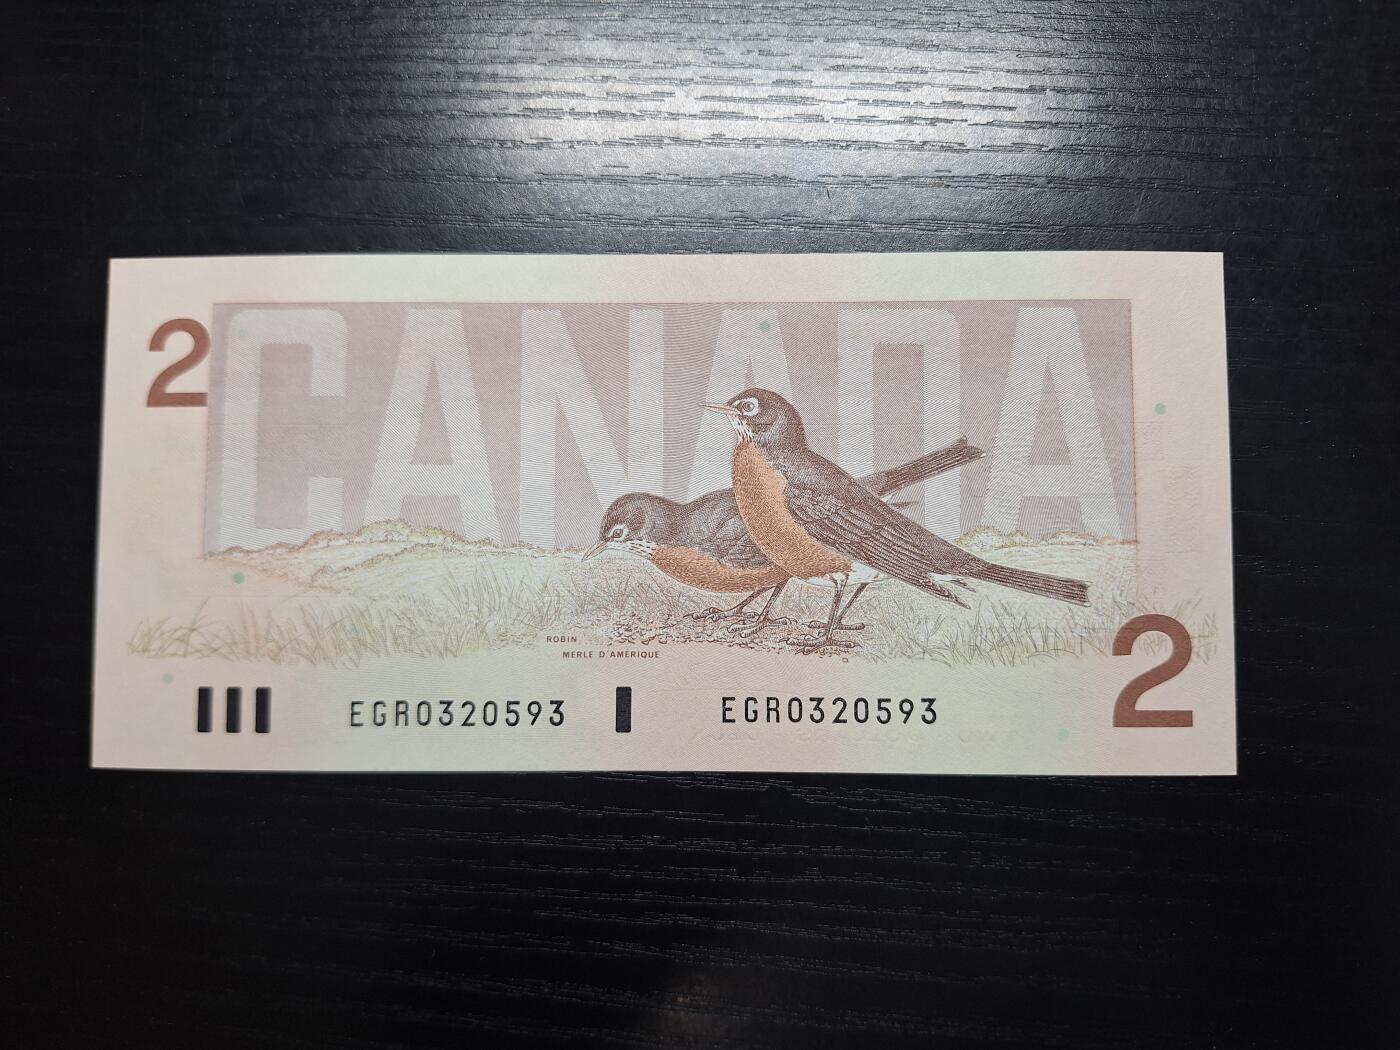 2
CANADA
ROBIN
MERLE D'AMÉRIQUE
EGR0320593 EGR0320593
2